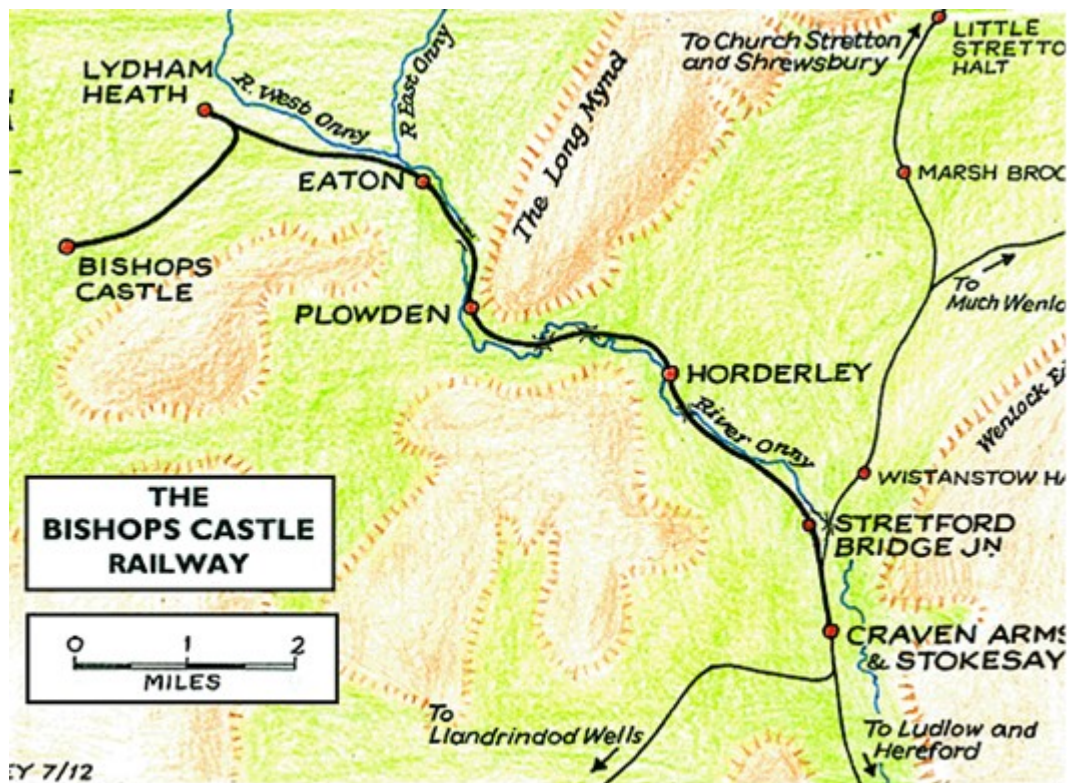 To Church Stretton
and Shrewsbury
LITTLE
STRETTO
HALT
LYDHAM
HEATH
R. West Onny
R East Onny
The Long Mynd
MARSH BROC
EATON
BISHOPS
CASTLE
To
Much Wenlo
PLOWDEN
HORDERLEY
Wenlock E
River Onny
WISTANSTOW HA
THE
BISHOPS CASTLE
RAILWAY
STRETFORD
BRIDGE JN
0 1 2
MILES
CRAVEN ARMS
& STOKESAY
To
Llandrindod Wells
To Ludlow and
Hereford
EY 7/12